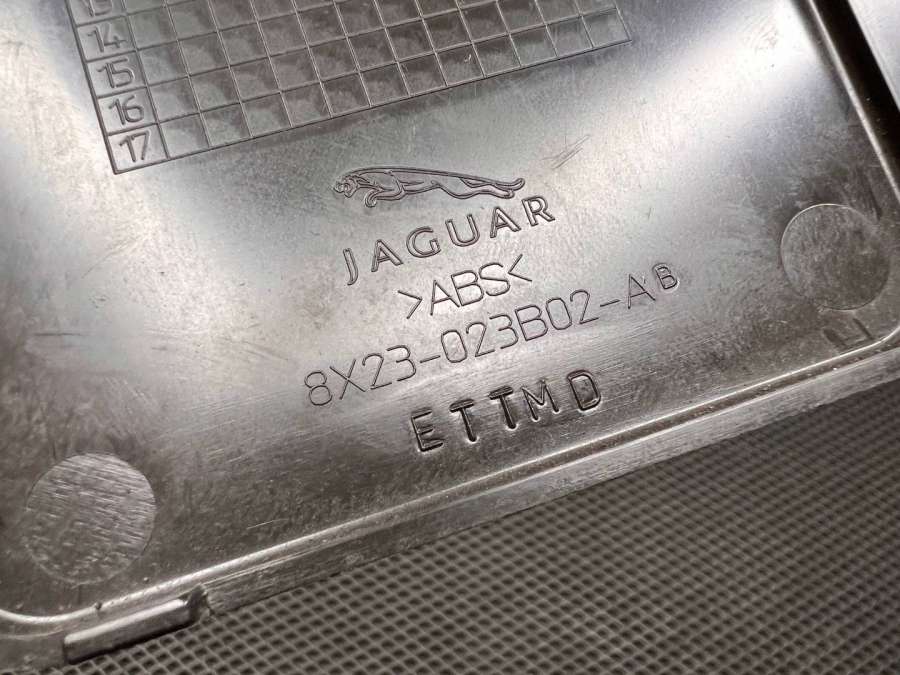 14
15
16
17
JAGUAR
>ABS<
8X23-023B02-AB
ETTMD